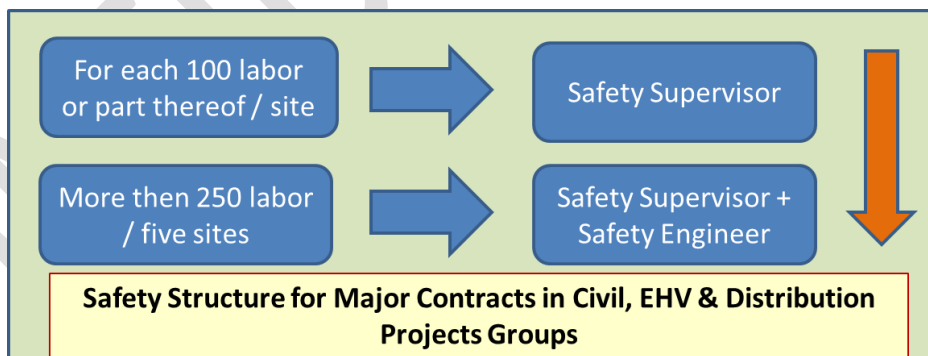 For each 100 labor
or part thereof / site
Safety Supervisor
More then 250 labor
/ five sites
Safety Supervisor +
Safety Engineer
Safety Structure for Major Contracts in Civil, EHV & Distribution
Projects Groups